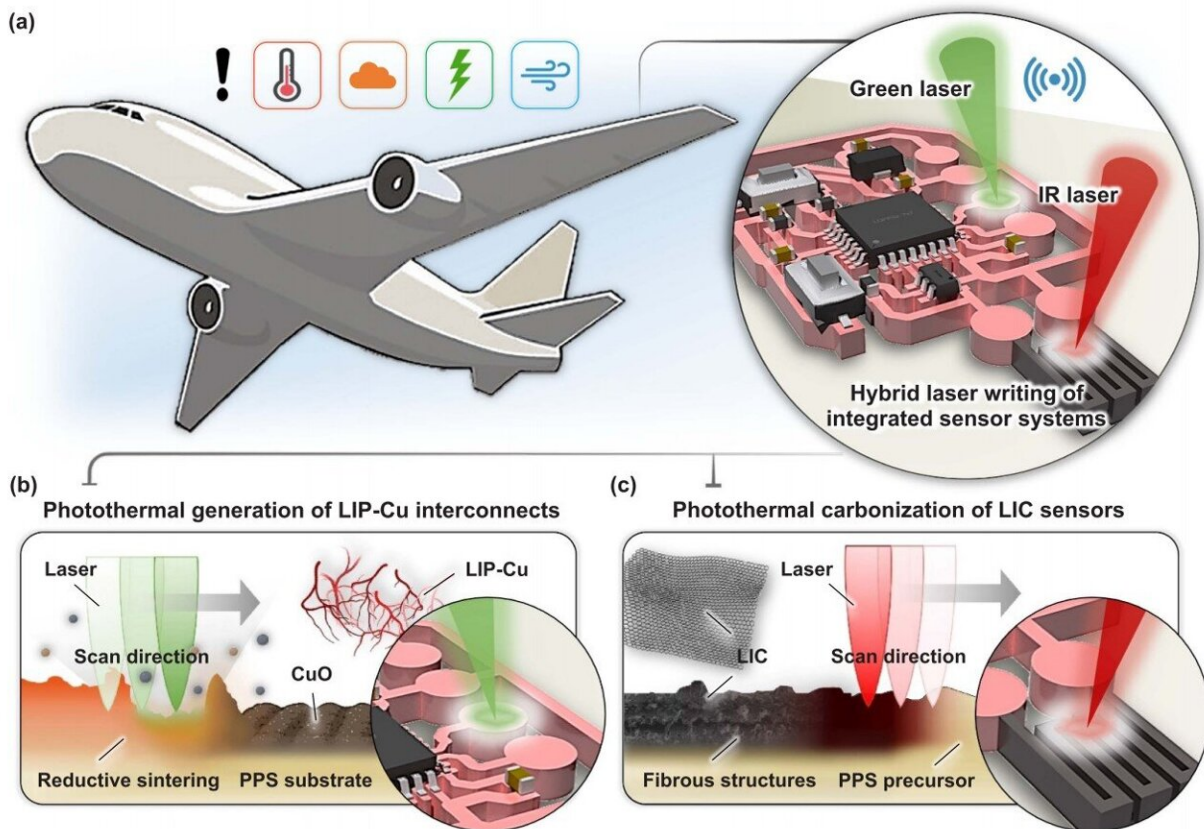 (a)
Green laser
IR laser
Hybrid laser writing of
integrated sensor systems
(b)
Photothermal generation of LIP-Cu interconnects
Laser
LIP-Cu
Scan direction
CuO
Reductive sintering
PPS substrate
(c)
Photothermal carbonization of LIC sensors
Laser
LIC
Scan direction
Fibrous structures
PPS precursor